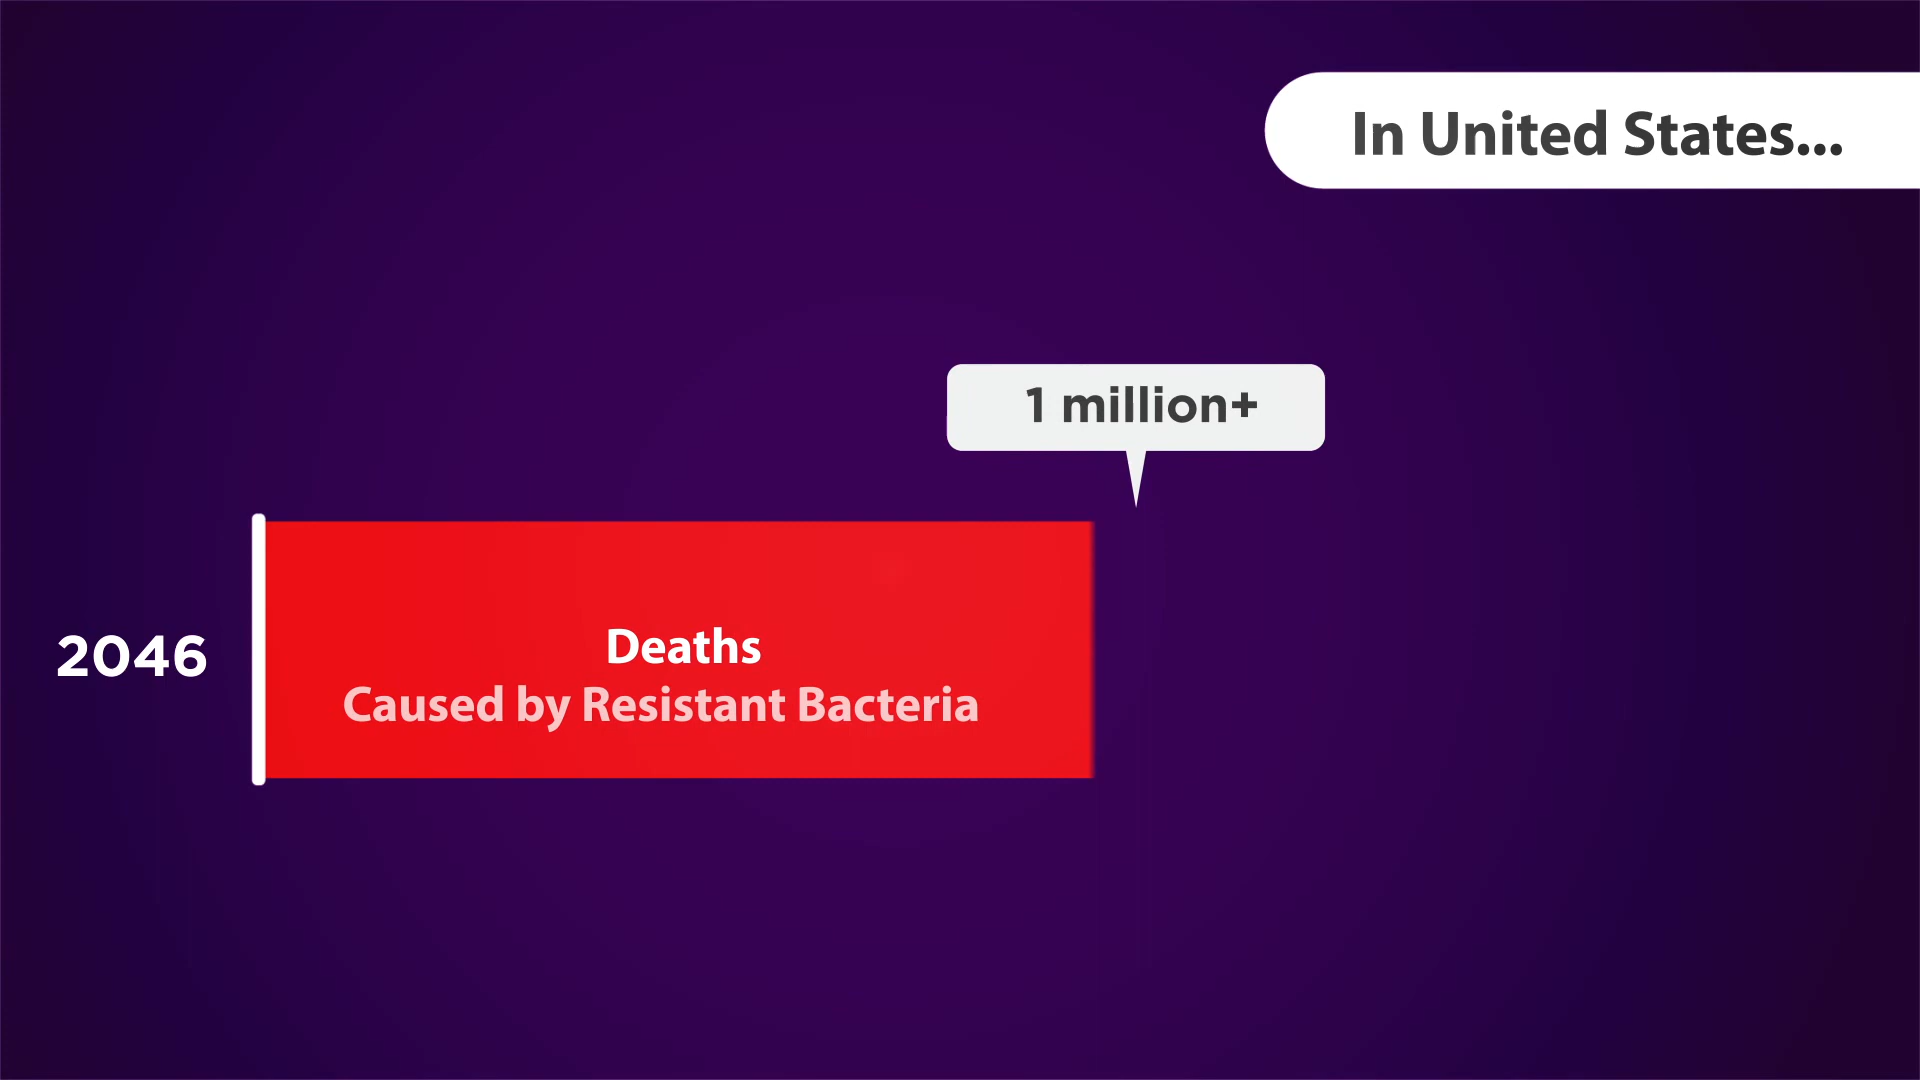 In United States...
1 million+
2046
Deaths
Caused by Resistant Bacteria